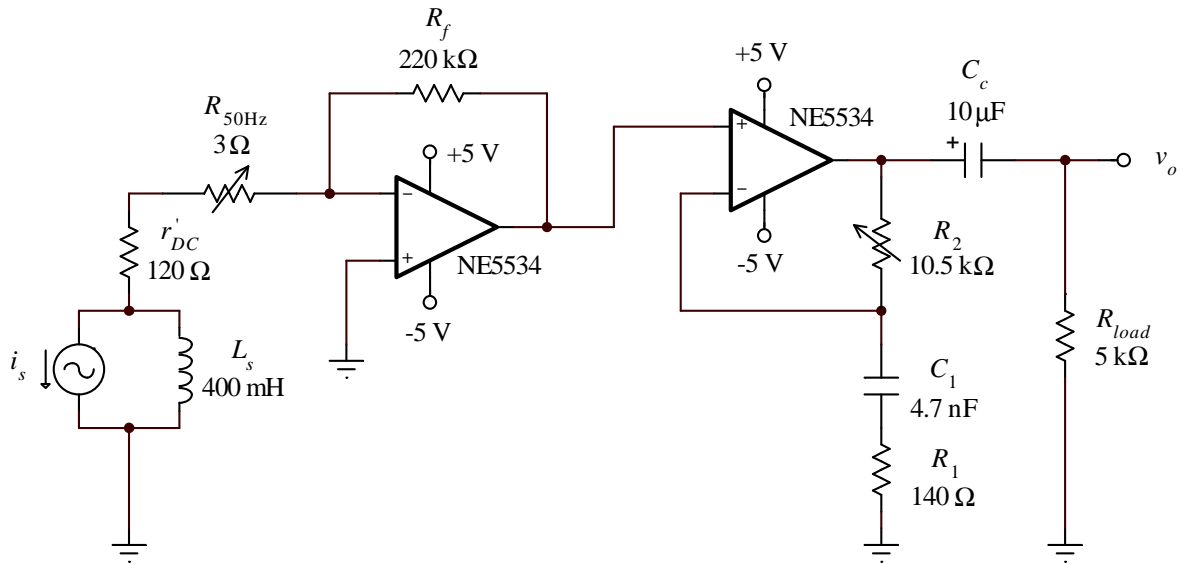 R_f
220 kΩ
R_50Hz
3 Ω
+5 V
-5 V
NE5534
r'_DC
120 Ω
i_s
L_s
400 mH
+5 V
-5 V
NE5534
C_c
10 µF
+
v_o
R_2
10.5 kΩ
C_1
4.7 nF
R_1
140 Ω
R_load
5 kΩ